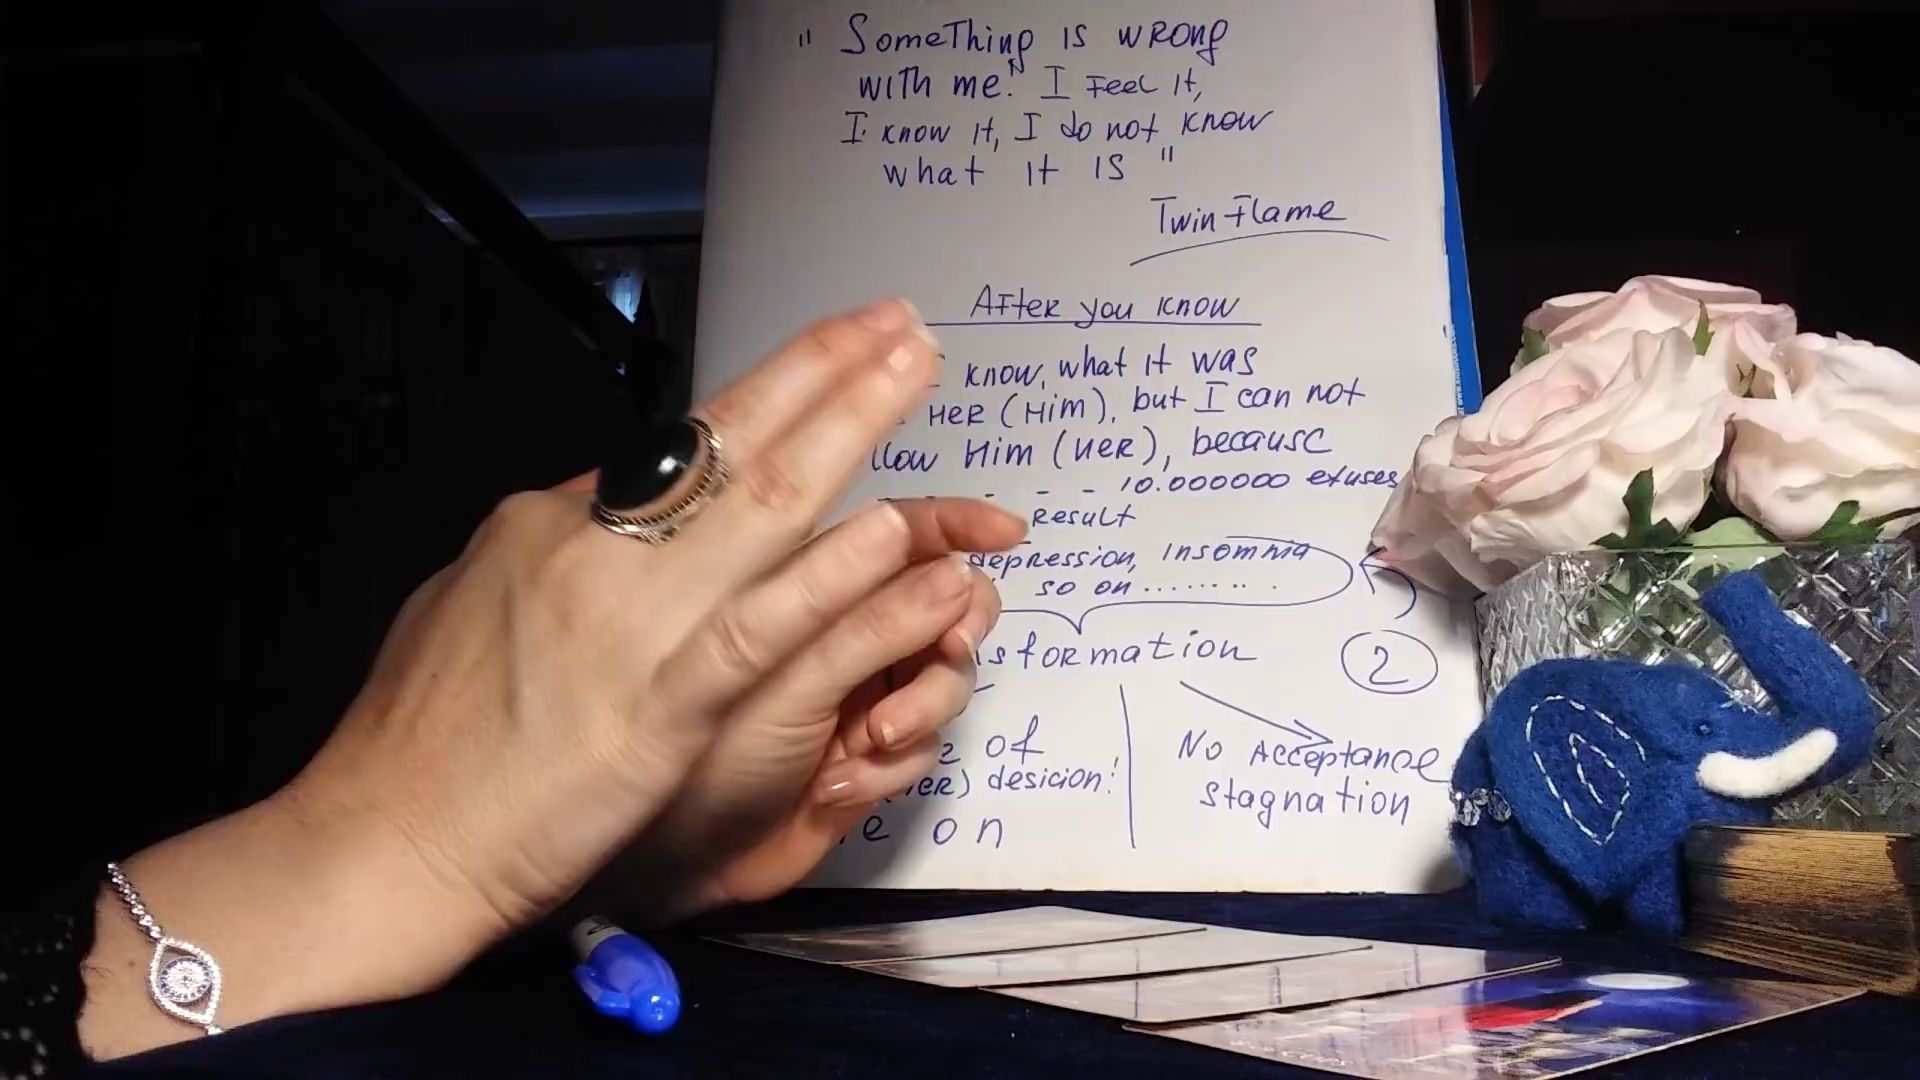 " Something is wrong
with me." I feel it,
I know it, I do not know
what it is "
Twin Flame
After you know
I know, what it was
Her (Him), but I can not
Him (Her), because
- - - - 10.000000 exuses
Result
depression, insomnia
so on .........
2
of
No Acceptance
desicion!
stagnation
on